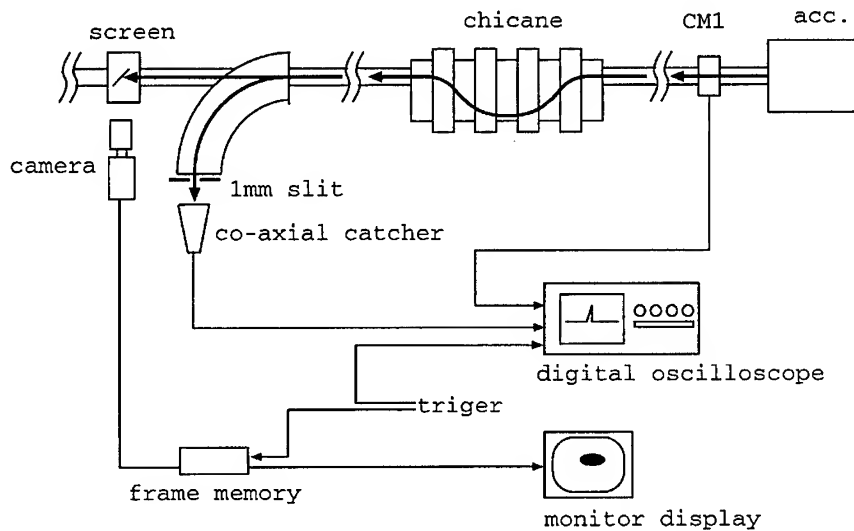 chicane
CM1
acc.
screen
camera
1mm slit
co-axial catcher
digital oscilloscope
triger
frame memory
monitor display